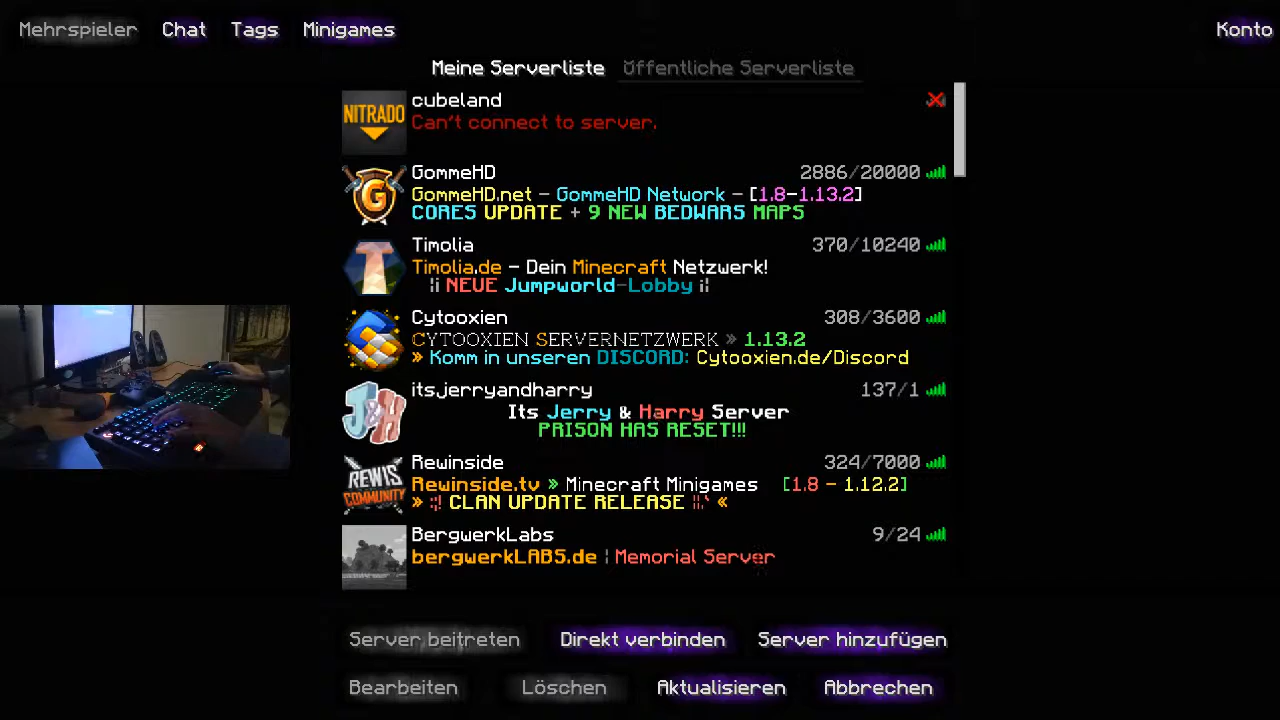 Mehrspieler Chat Tags Minigames Konto
Meine Serverliste Öffentliche Serverliste
NITRADO
cubeland
Can't connect to server.
GommeHD 2886/20000
GommeHD.net - GommeHD Network - [1.8-1.13.2]
CORES UPDATE + 9 NEW BEDWARS MAPS
Timolia 370/10240
Timolia.de - Dein Minecraft Netzwerk!
NEUE Jumpworld-Lobby
Cytooxien 308/3600
CYTOOXIEN SERVERNETZWERK » 1.13.2
» Komm in unseren DISCORD: Cytooxien.de/Discord
J&H
itsjerryandharry 137/1
Its Jerry & Harry Server
PRISON HAS RESET!!!
REWIS
COMMUNITY
Rewinside 324/7000
Rewinside.tv » Minecraft Minigames [1.8 - 1.12.2]
» CLAN UPDATE RELEASE «
BergwerkLabs 9/24
bergwerkLABS.de | Memorial Server
Server beitreten Direkt verbinden Server hinzufügen
Bearbeiten Löschen Aktualisieren Abbrechen